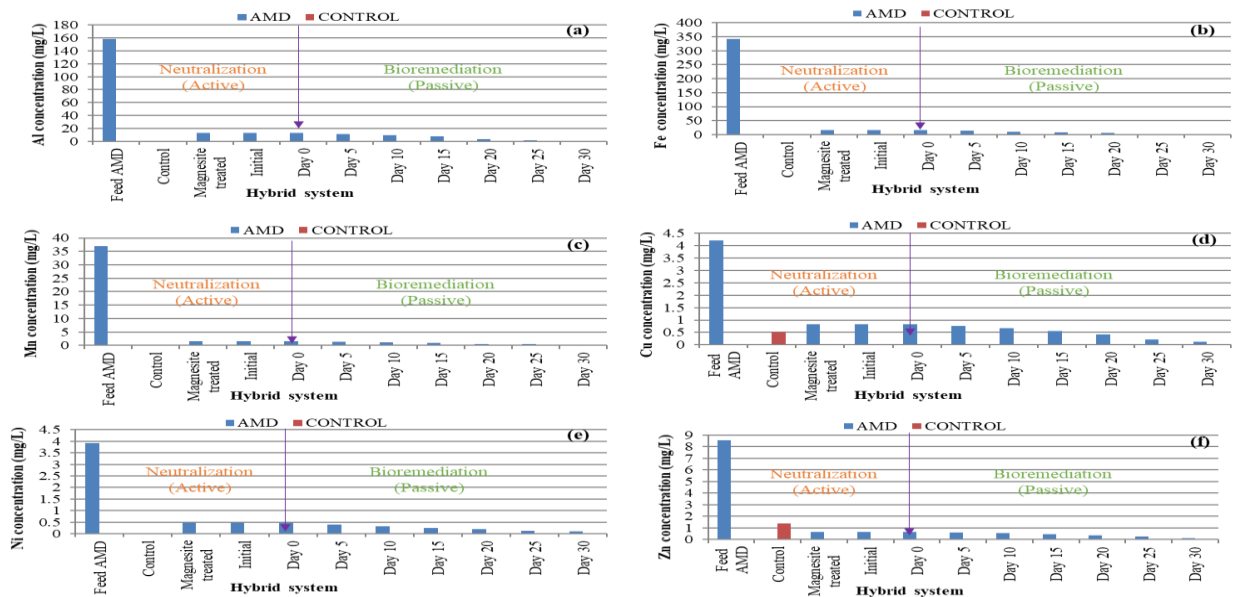 AMD CONTROL
(a)
Al concentration (mg/L)
180
160
140
120
100
80
60
40
20
0
Neutralization
(Active)
Bioremediation
(Passive)
Feed AMD
Control
Magnesite
treated
Initial
Day 0
Day 5
Day 10
Day 15
Day 20
Day 25
Day 30
Hybrid system
AMD CONTROL
(b)
Fe concentration (mg/L)
400
350
300
250
200
150
100
50
0
Neutralization
(Active)
Bioremediation
(Passive)
Feed AMD
Control
Magnesite
treated
Initial
Day 0
Day 5
Day 10
Day 15
Day 20
Day 25
Day 30
Hybrid system
AMD CONTROL
(c)
Mn concentration (mg/L)
40
35
30
25
20
15
10
5
0
Neutralization
(Active)
Bioremediation
(Passive)
Feed AMD
Control
Magnesite
treated
Initial
Day 0
Day 5
Day 10
Day 15
Day 20
Day 25
Day 30
Hybrid system
AMD CONTROL
(d)
Cu concentration (mg/L)
4.5
4
3.5
3
2.5
2
1.5
1
0.5
0
Neutralization
(Active)
Bioremediation
(Passive)
Feed
AMD
Control
Magnesite
treated
Initial
Day 0
Day 5
Day 10
Day 15
Day 20
Day 25
Day 30
Hybrid system
AMD CONTROL
(e)
Ni concentration (mg/L)
4.5
4
3.5
3
2.5
2
1.5
1
0.5
0
Neutralization
(Active)
Bioremediation
(Passive)
Feed AMD
Control
Magnesite
treated
Initial
Day 0
Day 5
Day 10
Day 15
Day 20
Day 25
Day 30
Hybrid system
AMD CONTROL
(f)
Zn concentration (mg/L)
9
8
7
6
5
4
3
2
1
0
Neutralization
(Active)
Bioremediation
(Passive)
Feed
AMD
Control
Magnesite
treated
Initial
Day 0
Day 5
Day 10
Day 15
Day 20
Day 25
Day 30
Hybrid system